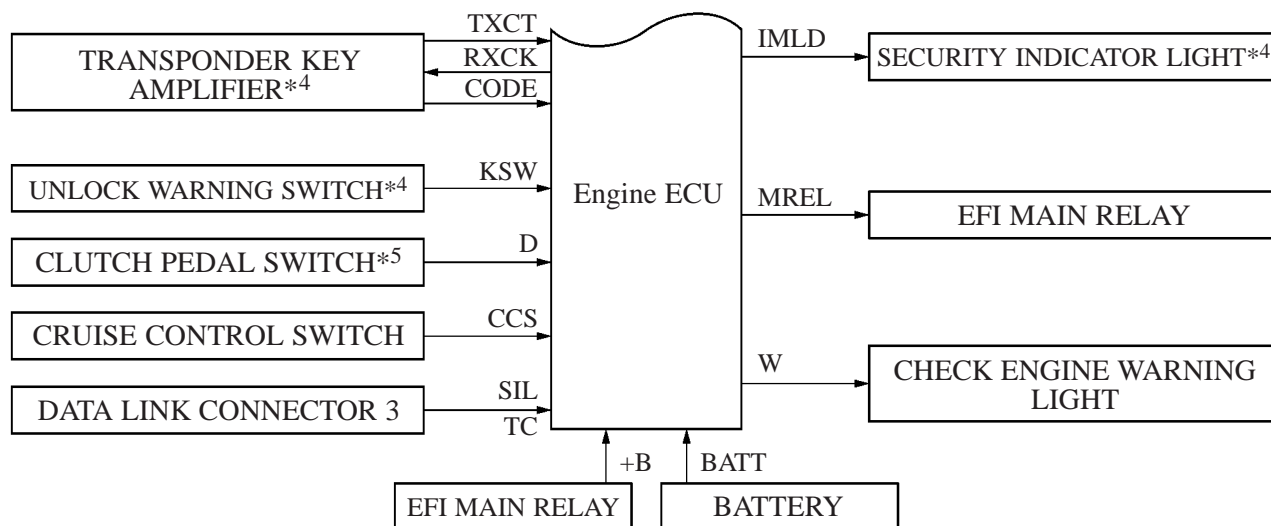 TXCT
TRANSPONDER KEY
AMPLIFIER*4
RXCK
CODE
IMLD
SECURITY INDICATOR LIGHT*4
UNLOCK WARNING SWITCH*4
KSW
Engine ECU
MREL
EFI MAIN RELAY
CLUTCH PEDAL SWITCH*5
D
CRUISE CONTROL SWITCH
CCS
W
CHECK ENGINE WARNING
LIGHT
DATA LINK CONNECTOR 3
SIL
TC
+B
BATT
EFI MAIN RELAY
BATTERY